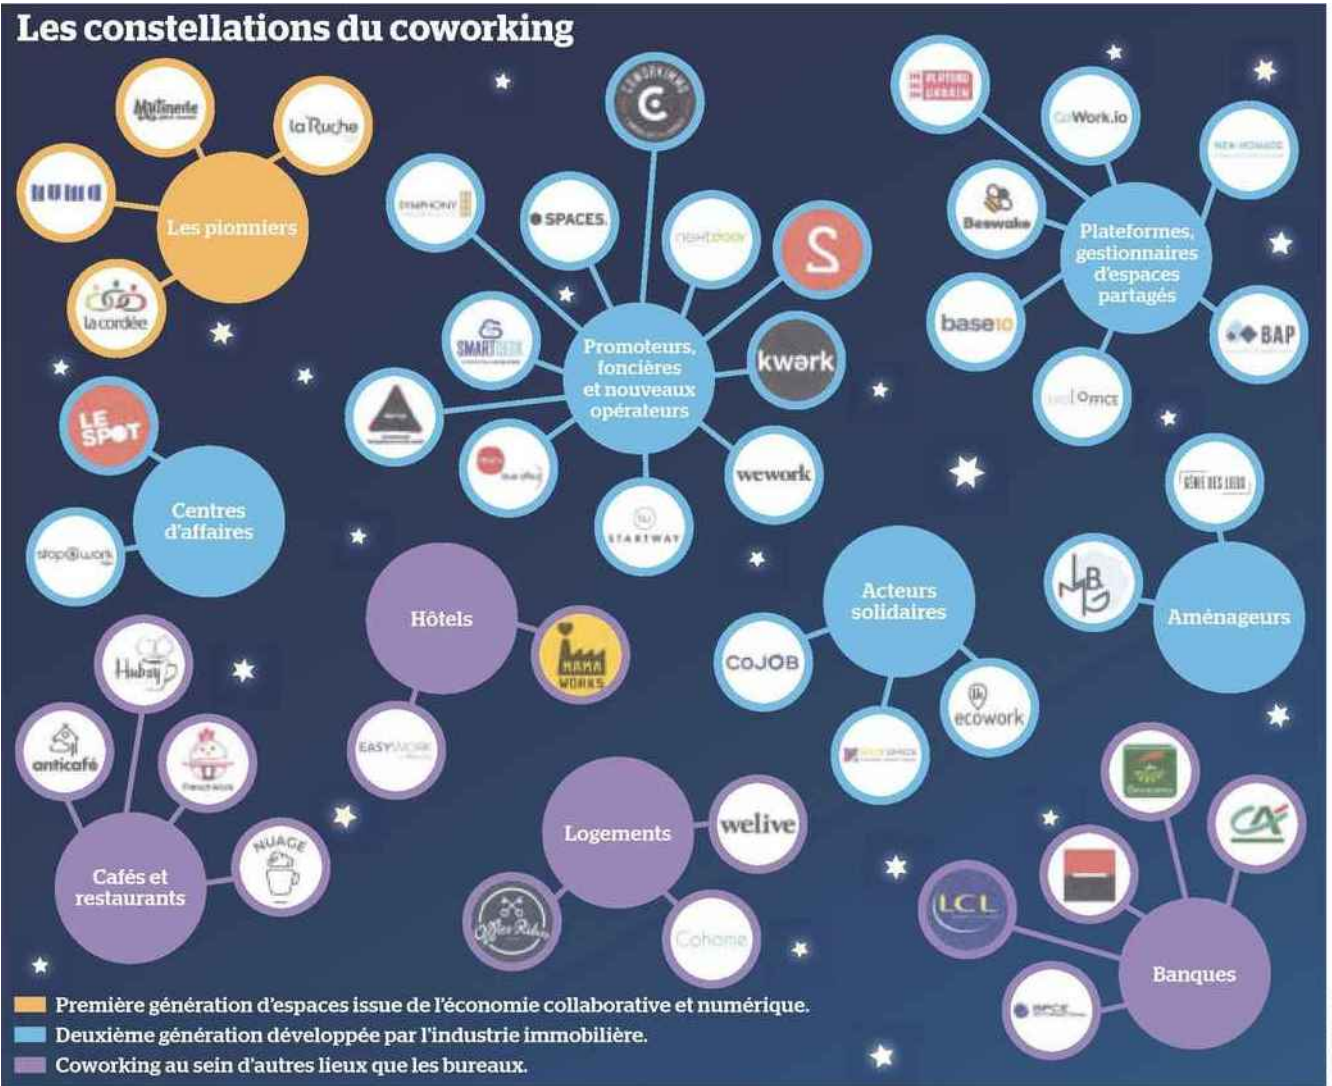 Les constellations du coworking
Mutinerie
la Ruche
NUMA
Les pionniers
la cordée
COWORKIMMO
SYMPHONY
SPACES.
nextdoor
S
SMARTDESK
Promoteurs,
foncières
et nouveaux
opérateurs
kwerk
wework
STARTWAY
PLATEAU
URBAIN
CoWork.io
NEW NOMADS
Beewake
Plateformes,
gestionnaires
d'espaces
partagés
base10
BAP
OFFICE
LE
SPOT
Centres
d'affaires
stop&work
Hôtels
MAMA
WORKS
EASYWORK
Acteurs
solidaires
COJOB
ecowork
GÉNIE DES LIEUX
MBG
Aménageurs
Hubsy
anticafé
NUAGE
Cafés et
restaurants
Logements
welive
Office Riders
Cohome
CA
LCL
BPCE
Banques
Première génération d'espaces issue de l'économie collaborative et numérique.
Deuxième génération développée par l'industrie immobilière.
Coworking au sein d'autres lieux que les bureaux.